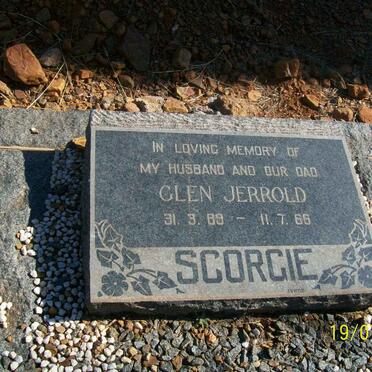 IN LOVING MEMORY OF
MY HUSBAND AND OUR DAD
GLEN JERROLD
31. 3. 89 - 11. 7. 66
SCORGIE
19/0